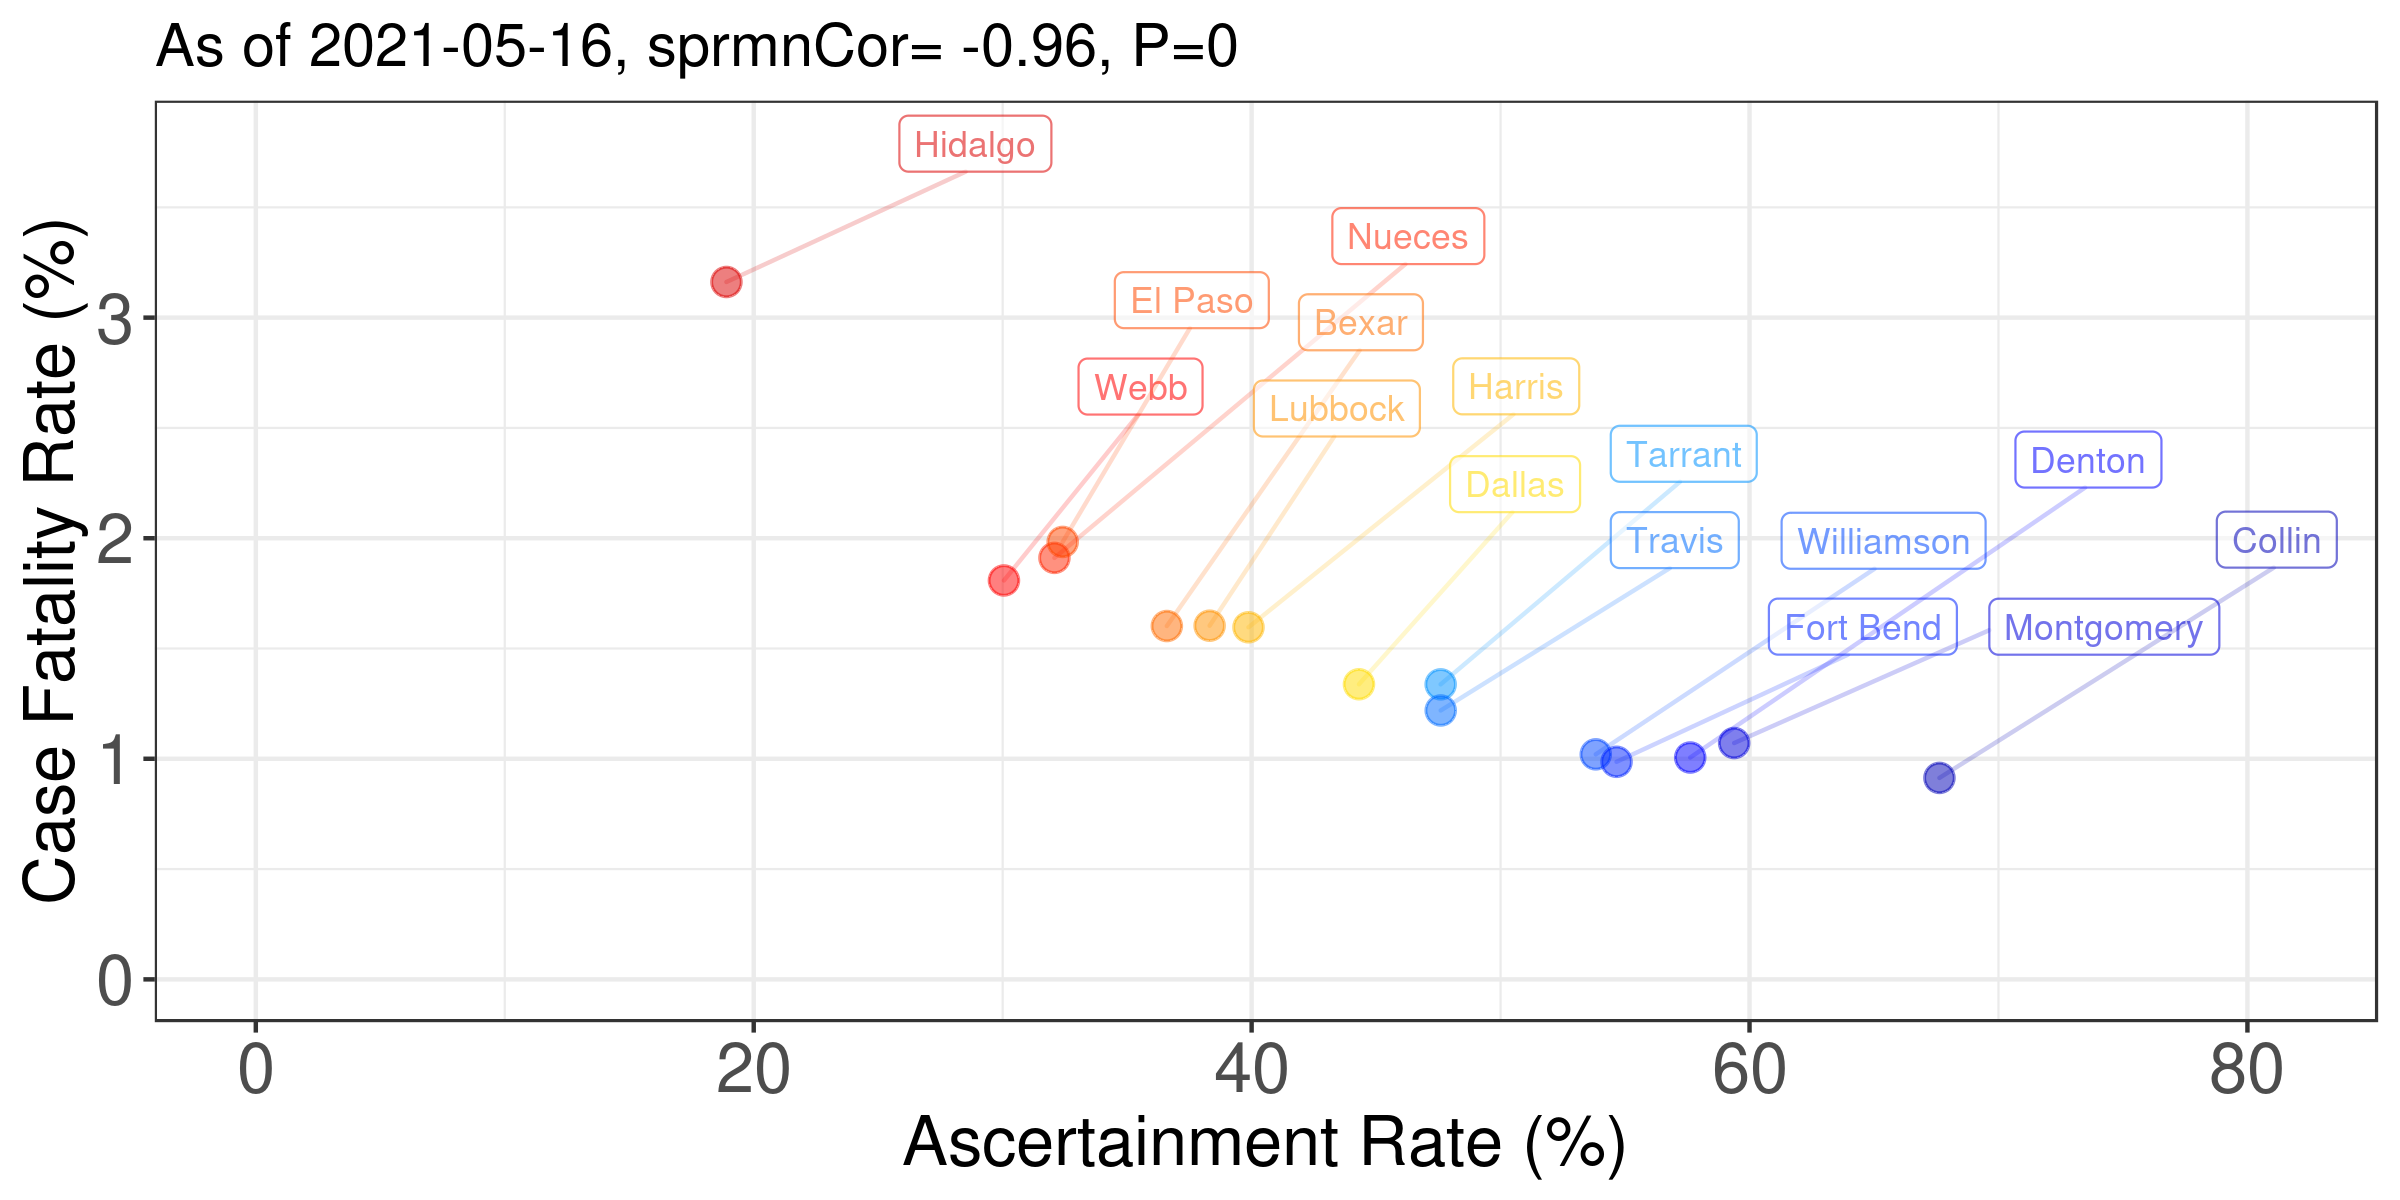 As of 2021-05-16, sprmnCor= -0.96, P=0
Case Fatality Rate (%)
3
2
1
0
Hidalgo
Nueces
El Paso
Bexar
Webb
Lubbock
Harris
Dallas
Tarrant
Denton
Travis
Williamson
Collin
Fort Bend
Montgomery
0 20 40 60 80
Ascertainment Rate (%)